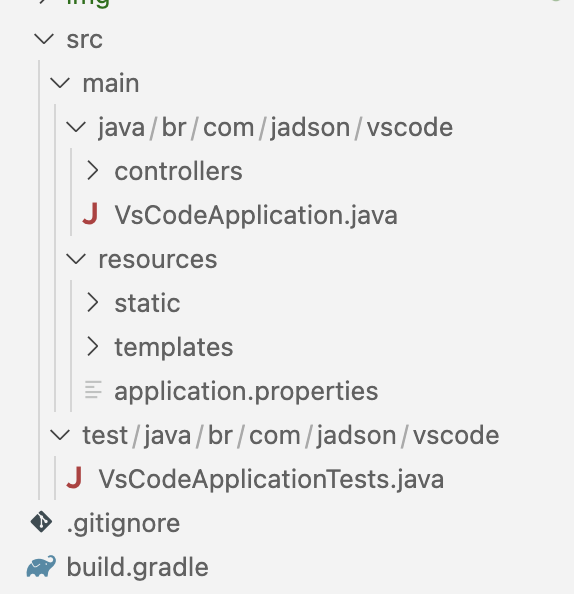 img
src
main
java/br/com/jadson/vscode
controllers
J VsCodeApplication.java
resources
static
templates
application.properties
test/java/br/com/jadson/vscode
J VsCodeApplicationTests.java
.gitignore
build.gradle